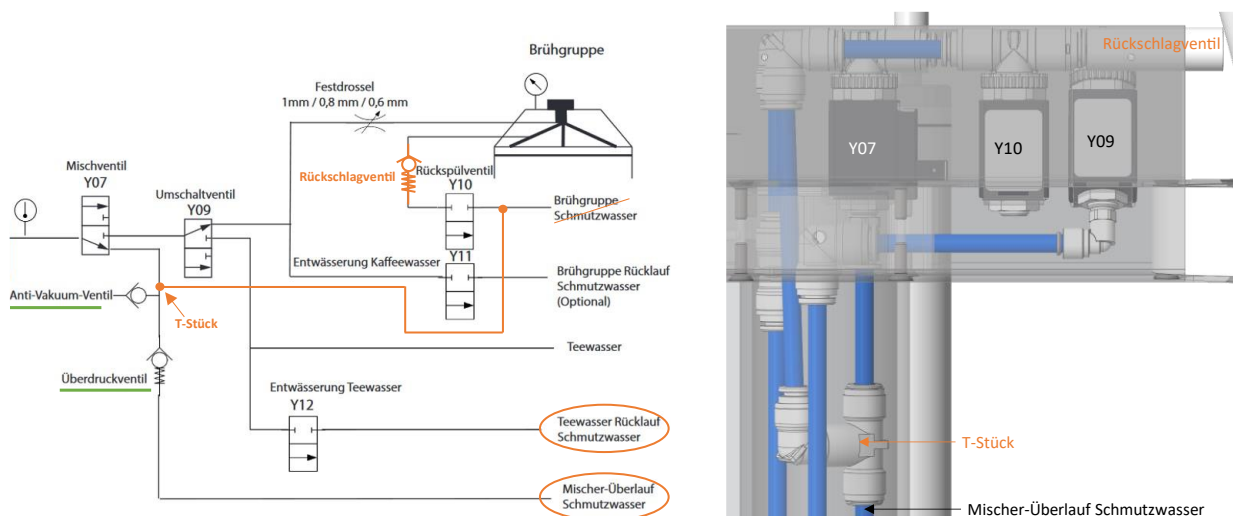 Brühgruppe
Festdrossel
1mm / 0,8 mm / 0,6 mm
Mischventil
Y07
Umschaltventil
Y09
Rückschlagventil
Rückspülventil
Y10
Brühgruppe
Schmutzwasser
Entwässerung Kaffeewasser
Y11
Brühgruppe Rücklauf
Schmutzwasser
(Optional)
Anti-Vakuum-Ventil
T-Stück
Teewasser
Überdruckventil
Entwässerung Teewasser
Y12
Teewasser Rücklauf
Schmutzwasser
Mischer-Überlauf
Schmutzwasser
Rückschlagventil
Y07
Y10
Y09
T-Stück
Mischer-Überlauf Schmutzwasser